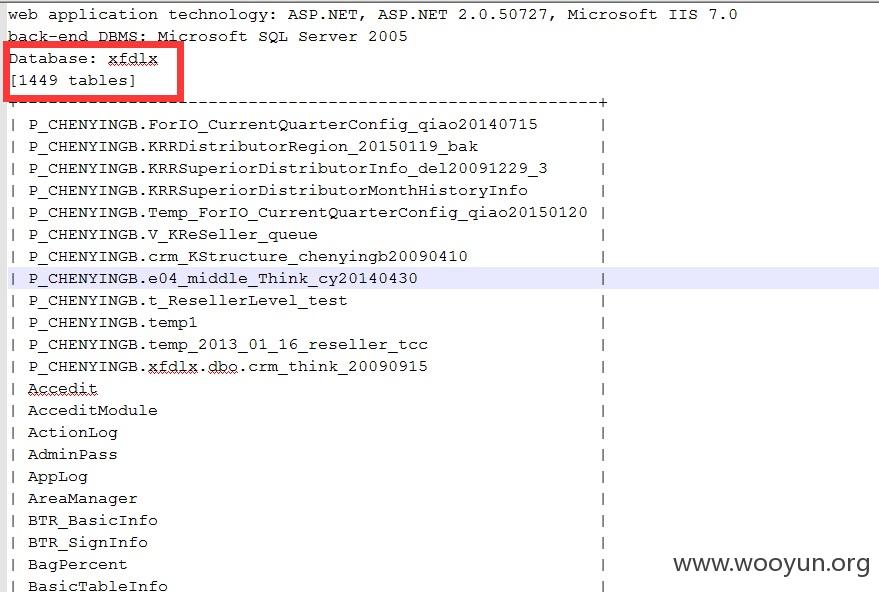 web application technology: ASP.NET, ASP.NET 2.0.50727, Microsoft IIS 7.0
back-end DBMS: Microsoft SQL Server 2005
Database: xfdlx
[1449 tables]
+---------------------------------------------------------+
| P_CHENYINGB.ForIO_CurrentQuarterConfig_qiao20140715 |
| P_CHENYINGB.KRRDistributorRegion_20150119_bak |
| P_CHENYINGB.KRRSuperiorDistributorInfo_del20091229_3 |
| P_CHENYINGB.KRRSuperiorDistributorMonthHistoryInfo |
| P_CHENYINGB.Temp_ForIO_CurrentQuarterConfig_qiao20150120 |
| P_CHENYINGB.V_KReSeller_queue |
| P_CHENYINGB.crm_KStructure_chenyingb20090410 |
| P_CHENYINGB.e04_middle_Think_cy20140430 |
| P_CHENYINGB.t_ResellerLevel_test |
| P_CHENYINGB.temp1 |
| P_CHENYINGB.temp_2013_01_16_reseller_tcc |
| P_CHENYINGB.xfdlx.dbo.crm_think_20090915 |
| Accedit |
| AcceditModule |
| ActionLog |
| AdminPass |
| AppLog |
| AreaManager |
| BTR_BasicInfo |
| BTR_SignInfo |
| BagPercent |
| BasicTableInfo |
www.wooyun.org